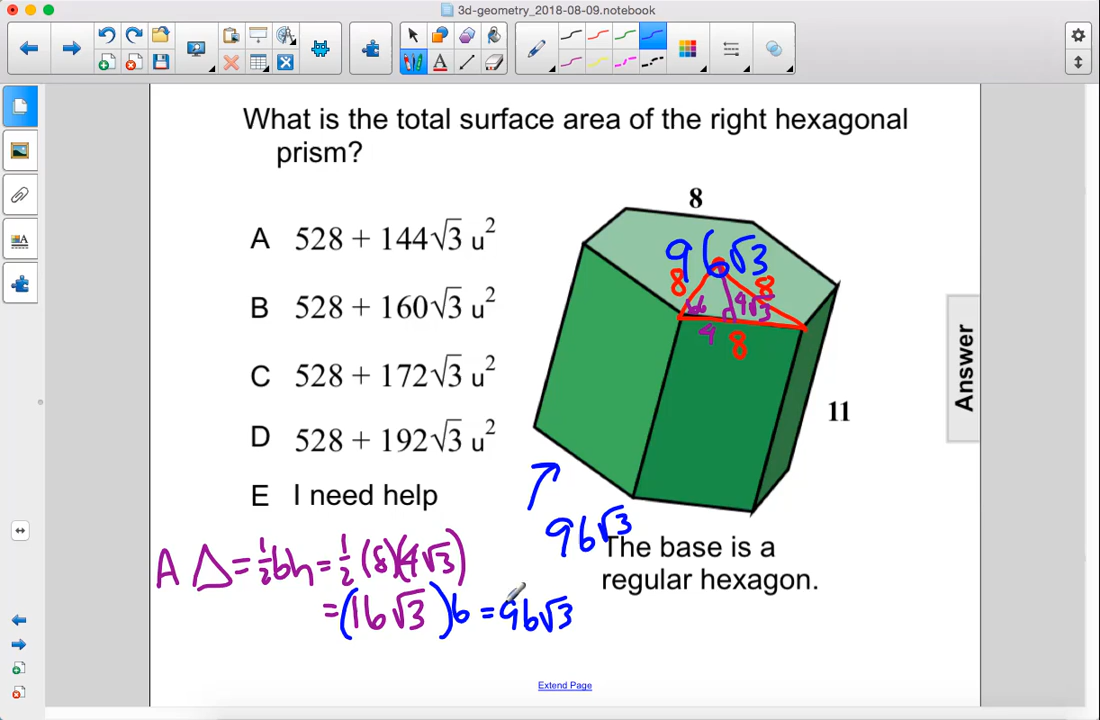 3d-geometry_2018-08-09.notebook
What is the total surface area of the right hexagonal
prism?
8
A 528 + 144√3 u²
96√3
8 8
4√3
4
8
B 528 + 160√3 u²
C 528 + 172√3 u²
11
Answer
D 528 + 192√3 u²
E I need help
96√3
The base is a
regular hexagon.
A △ = ½bh = ½(8)(4√3)
= (16√3)6 = 96√3
Extend Page